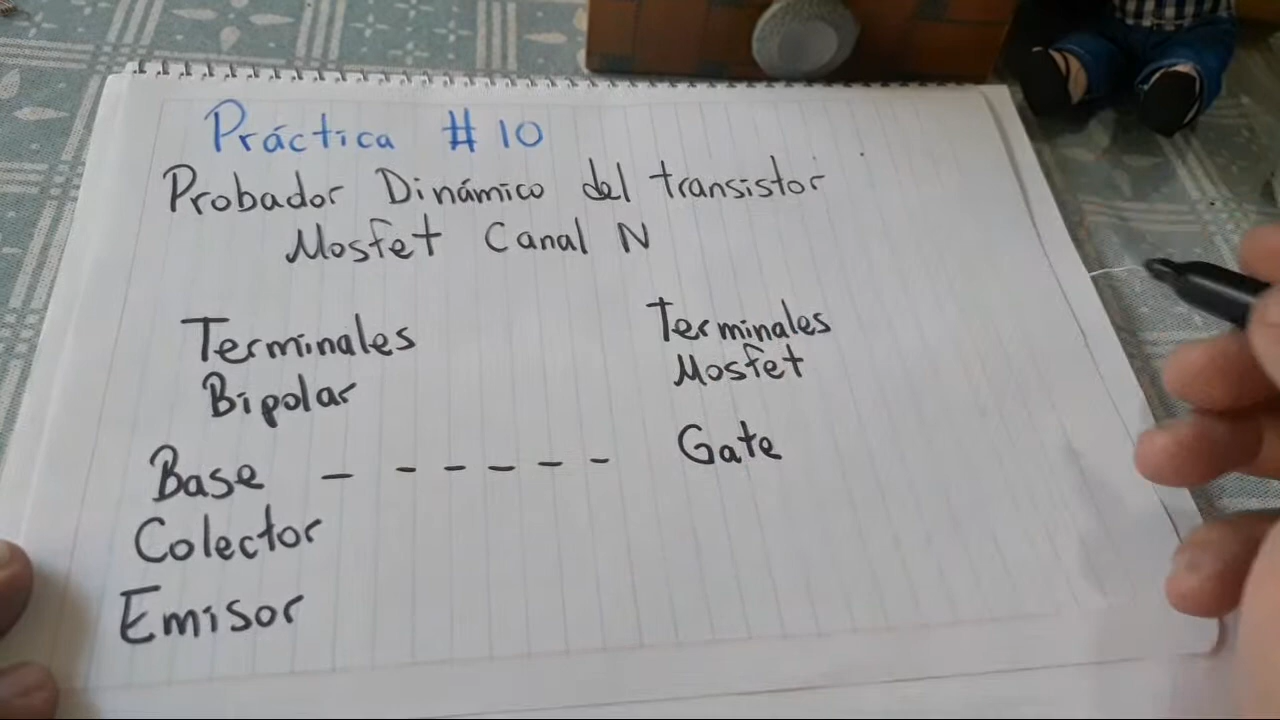 Práctica # 10
Probador Dinámico del transistor
Mosfet Canal N
Terminales
Bipolar
Terminales
Mosfet
Base - - - - - - Gate
Colector
Emisor